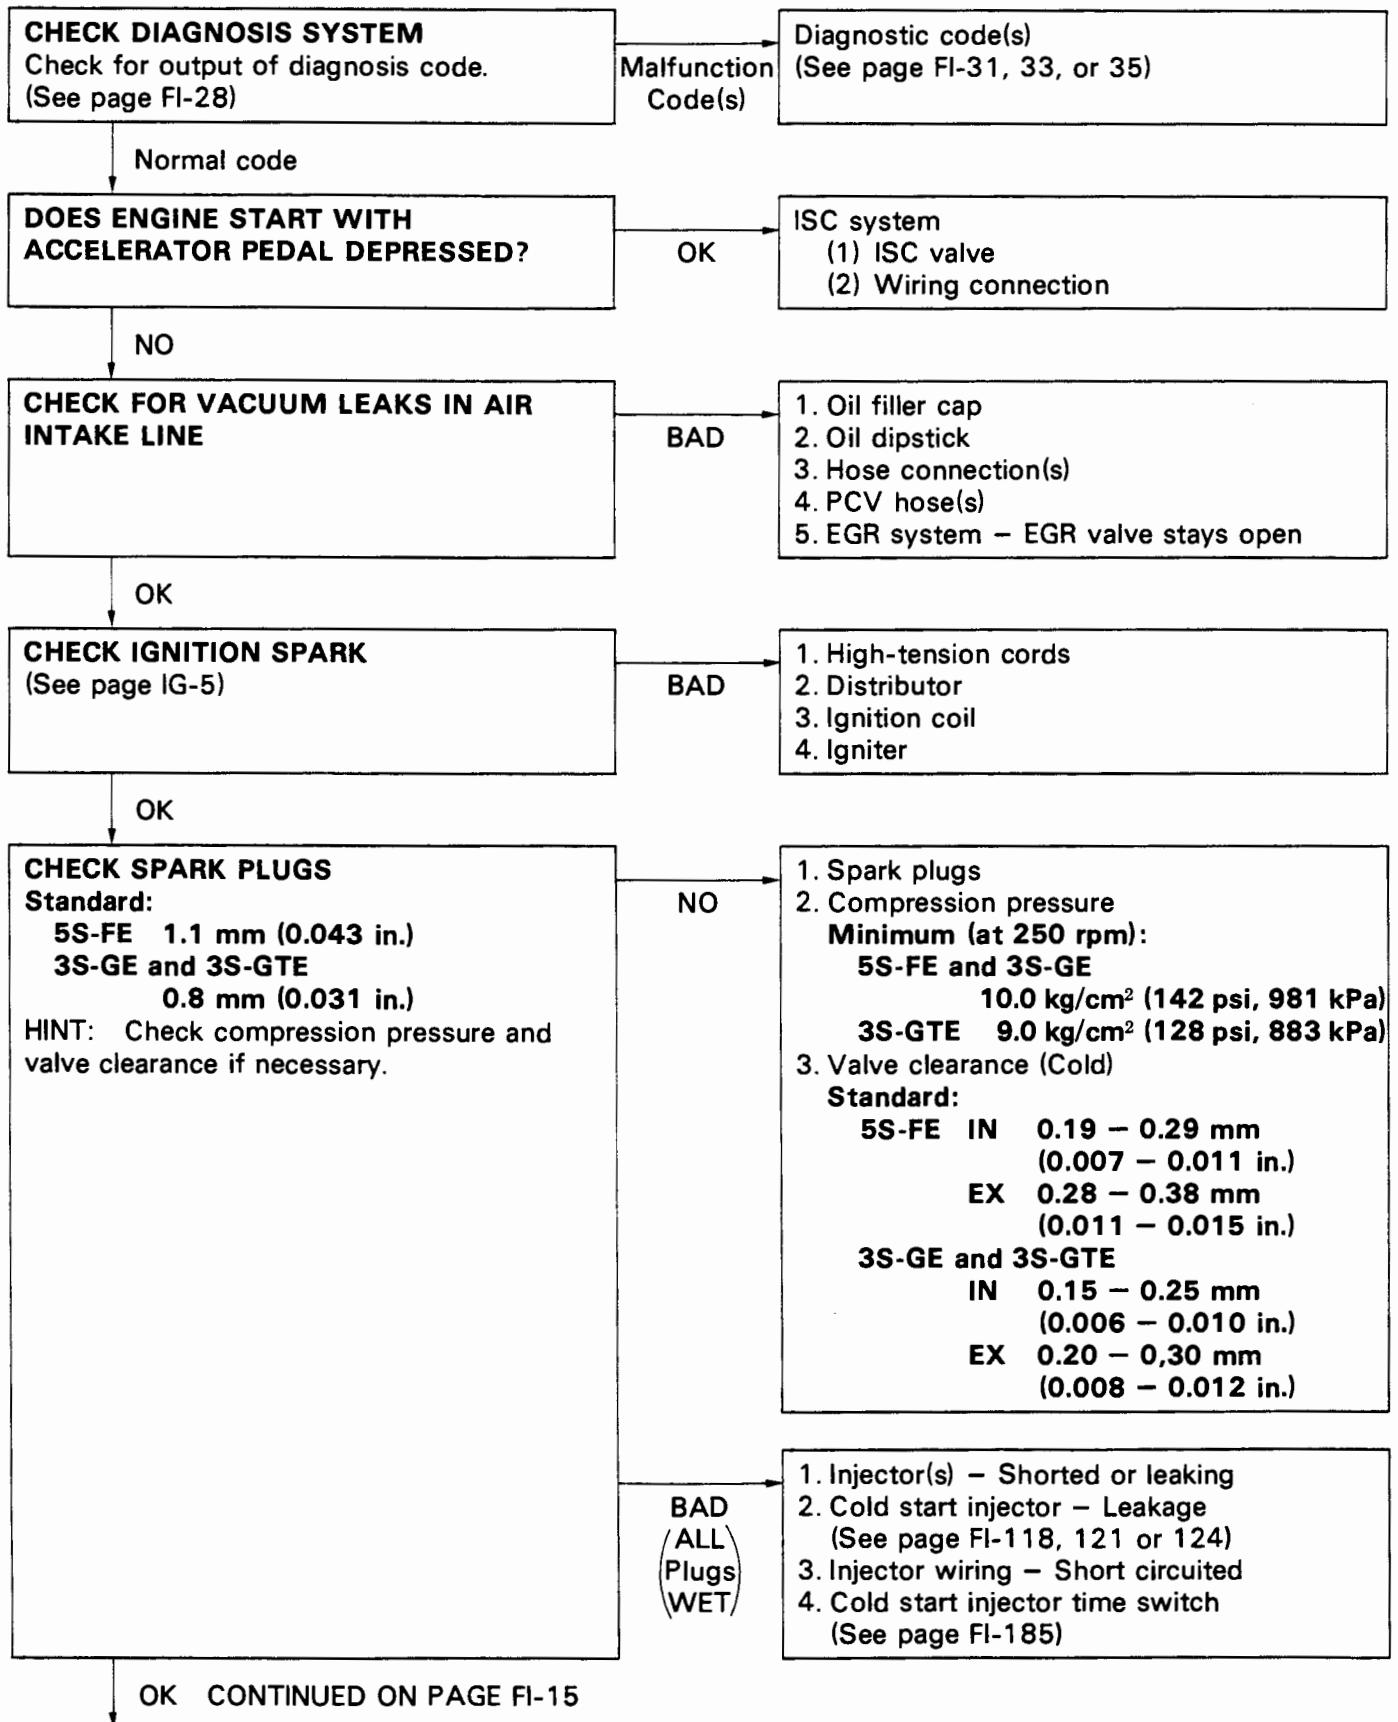 CHECK DIAGNOSIS SYSTEM
Check for output of diagnosis code.
(See page FI-28)
Malfunction
Code(s)
Diagnostic code(s)
(See page FI-31, 33, or 35)
Normal code
DOES ENGINE START WITH
ACCELERATOR PEDAL DEPRESSED?
OK
ISC system
(1) ISC valve
(2) Wiring connection
NO
CHECK FOR VACUUM LEAKS IN AIR
INTAKE LINE
BAD
1. Oil filler cap
2. Oil dipstick
3. Hose connection(s)
4. PCV hose(s)
5. EGR system – EGR valve stays open
OK
CHECK IGNITION SPARK
(See page IG-5)
BAD
1. High-tension cords
2. Distributor
3. Ignition coil
4. Igniter
OK
CHECK SPARK PLUGS
Standard:
5S-FE 1.1 mm (0.043 in.)
3S-GE and 3S-GTE
0.8 mm (0.031 in.)
HINT: Check compression pressure and
valve clearance if necessary.
NO
1. Spark plugs
2. Compression pressure
Minimum (at 250 rpm):
5S-FE and 3S-GE
10.0 kg/cm² (142 psi, 981 kPa)
3S-GTE 9.0 kg/cm² (128 psi, 883 kPa)
3. Valve clearance (Cold)
Standard:
5S-FE IN 0.19 – 0.29 mm
(0.007 – 0.011 in.)
EX 0.28 – 0.38 mm
(0.011 – 0.015 in.)
3S-GE and 3S-GTE
IN 0.15 – 0.25 mm
(0.006 – 0.010 in.)
EX 0.20 – 0,30 mm
(0.008 – 0.012 in.)
BAD
(ALL
Plugs
WET)
1. Injector(s) – Shorted or leaking
2. Cold start injector – Leakage
(See page FI-118, 121 or 124)
3. Injector wiring – Short circuited
4. Cold start injector time switch
(See page FI-185)
OK CONTINUED ON PAGE FI-15